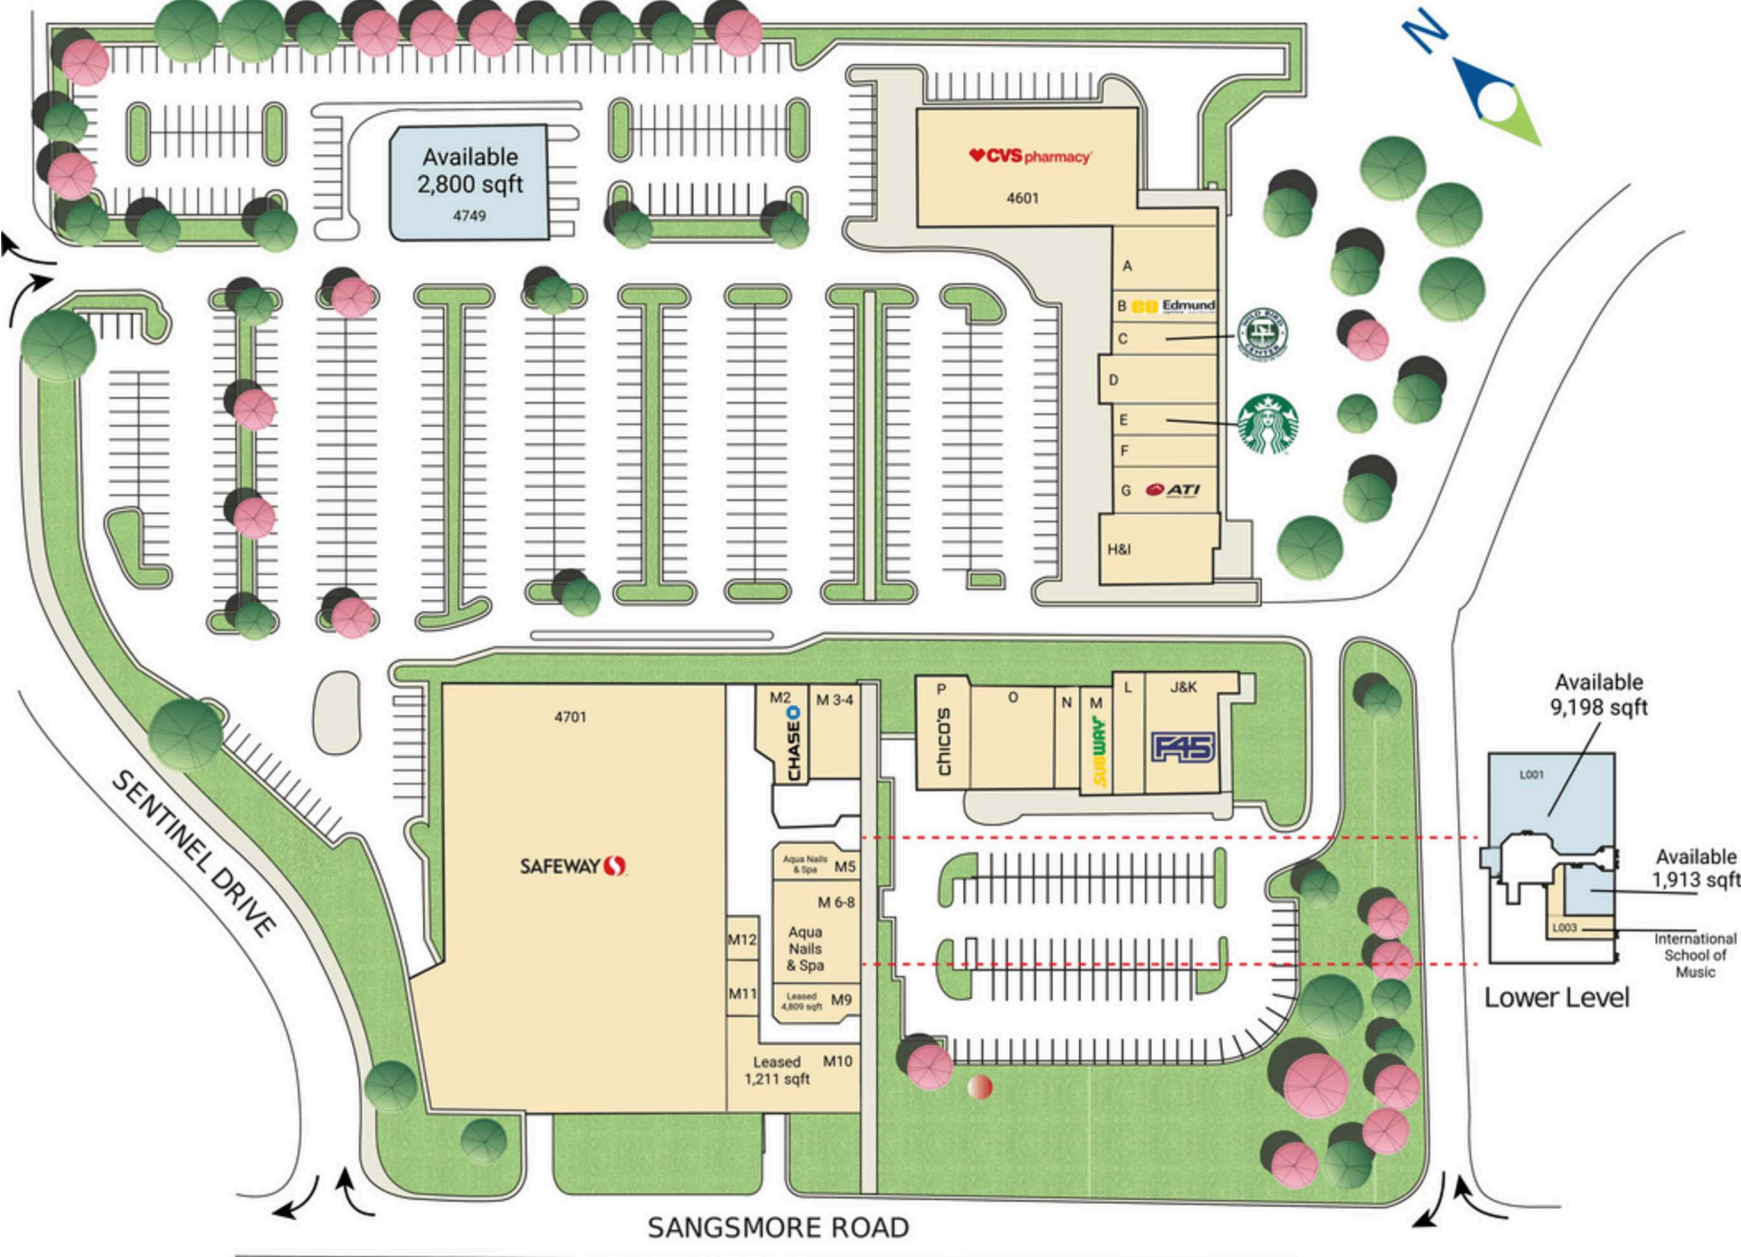 N
Available
2,800 sqft
4749
CVS pharmacy
4601
A
B
Edmund
C
WILD BIRD
CENTER
D
E
F
G
ATI
H&I
4701
SAFEWAY
M2
CHASE
M 3-4
P
chico's
O
N
M
SUBWAY
L
J&K
F45
Aqua Nails
& Spa
M5
M 6-8
Aqua
Nails
& Spa
M12
M11
Leased
4,809 sqft
M9
Leased
1,211 sqft
M10
Available
9,198 sqft
L001
Available
1,913 sqft
L003
International
School of
Music
Lower Level
SENTINEL DRIVE
SANGSMORE ROAD